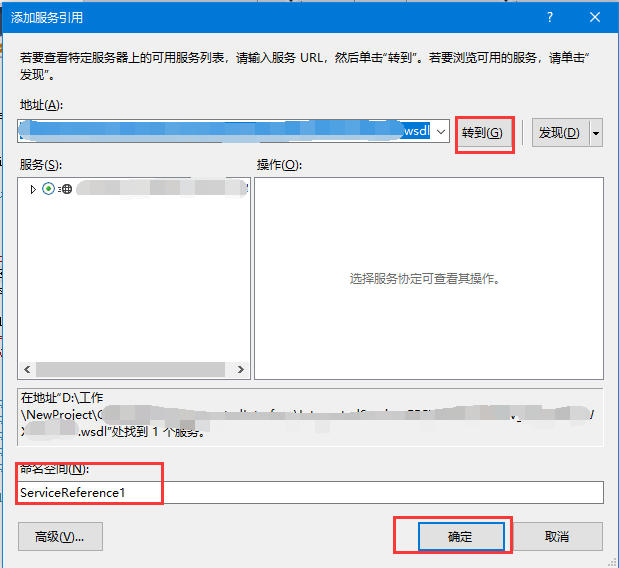 添加服务引用
若要查看特定服务器上的可用服务列表，请输入服务 URL，然后单击“转到”。若要浏览可用的服务，请单击“
发现”。
地址(A):
wsdl 转到(G) 发现(D)
服务(S): 操作(O):
选择服务协定可查看其操作。
在地址“D:\工作
\NewProject\
.wsdl”处找到 1 个服务。
命名空间(N):
ServiceReference1
高级(V)... 确定 取消